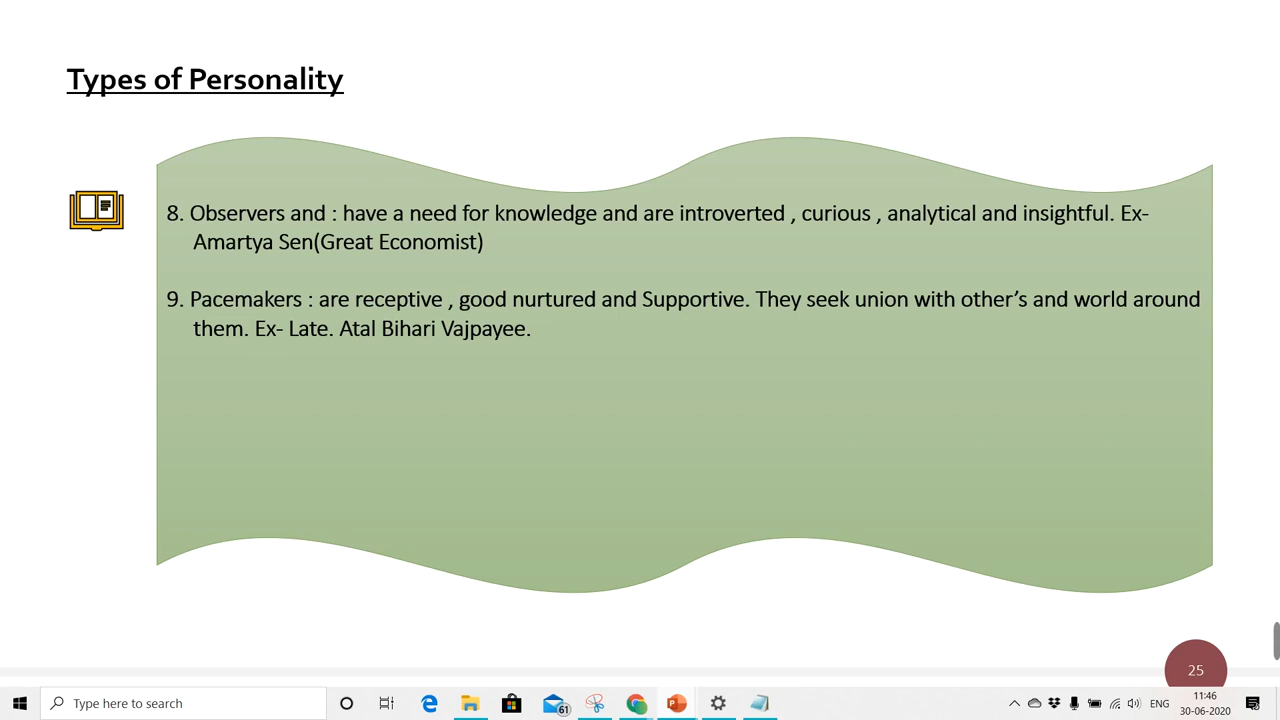 Types of Personality
8. Observers and : have a need for knowledge and are introverted , curious , analytical and insightful. Ex-
Amartya Sen(Great Economist)
9. Pacemakers : are receptive , good nurtured and Supportive. They seek union with other's and world around
them. Ex- Late. Atal Bihari Vajpayee.
25
Type here to search
61
ENG
11:46
30-06-2020